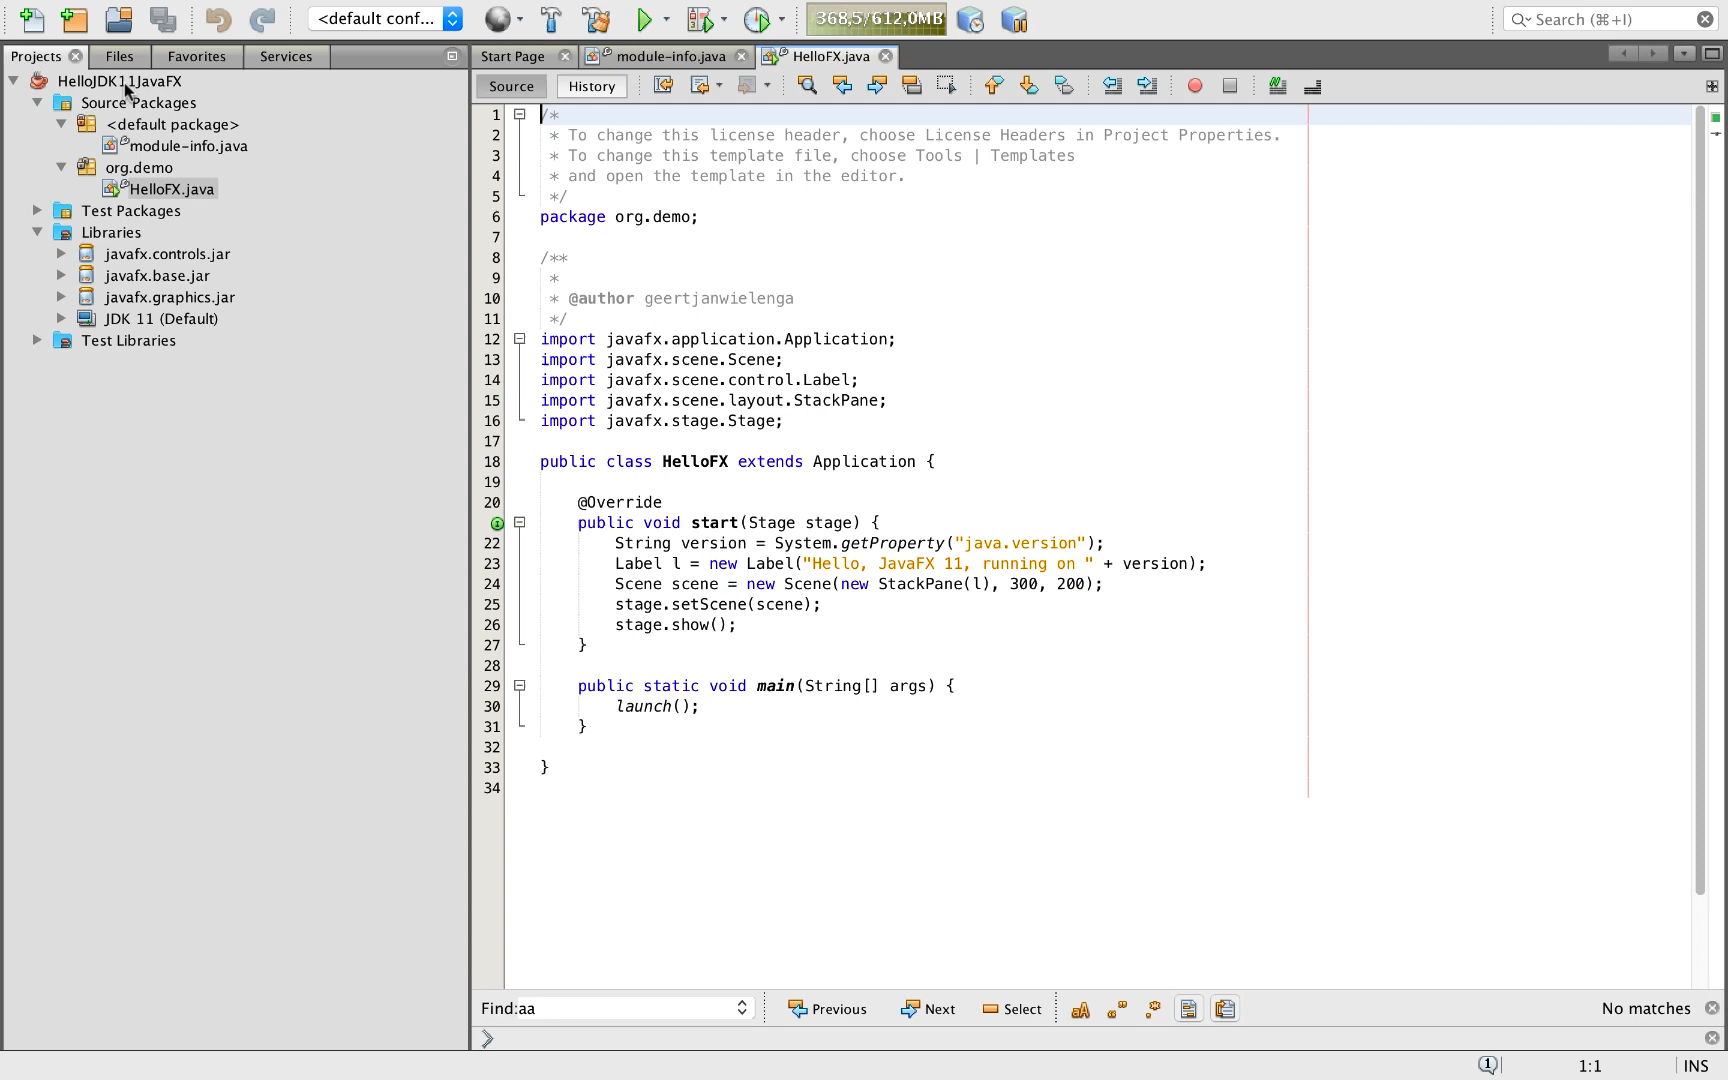 <default conf...
368,5/612,0MB
Search (⌘+I)
Projects
Files
Favorites
Services
Start Page
module-info.java
HelloFX.java
HelloJDK11JavaFX
Source Packages
<default package>
module-info.java
org.demo
HelloFX.java
Test Packages
Libraries
javafx.controls.jar
javafx.base.jar
javafx.graphics.jar
JDK 11 (Default)
Test Libraries
Source
History
1 /*
2 * To change this license header, choose License Headers in Project Properties.
3 * To change this template file, choose Tools | Templates
4 * and open the template in the editor.
5 */
6 package org.demo;
7
8 /**
9 *
10 * @author geertjanwielenga
11 */
12 import javafx.application.Application;
13 import javafx.scene.Scene;
14 import javafx.scene.control.Label;
15 import javafx.scene.layout.StackPane;
16 import javafx.stage.Stage;
17
18 public class HelloFX extends Application {
19
20 @Override
public void start(Stage stage) {
22 String version = System.getProperty("java.version");
23 Label l = new Label("Hello, JavaFX 11, running on " + version);
24 Scene scene = new Scene(new StackPane(l), 300, 200);
25 stage.setScene(scene);
26 stage.show();
27 }
28
29 public static void main(String[] args) {
30 launch();
31 }
32
33 }
34
Find:aa
Previous
Next
Select
aA
No matches
1
1:1
INS